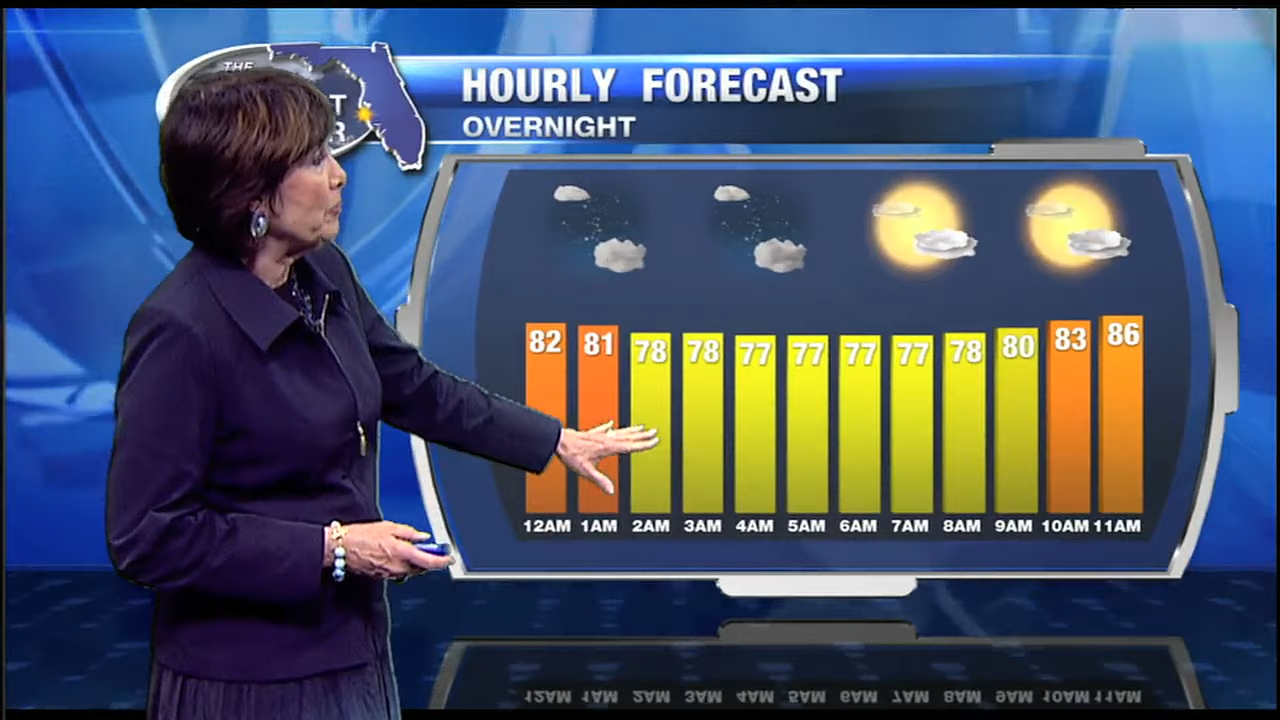 THE
HOURLY FORECAST
OVERNIGHT
82 81 78 78 77 77 77 77 78 80 83 86
12AM 1AM 2AM 3AM 4AM 5AM 6AM 7AM 8AM 9AM 10AM 11AM